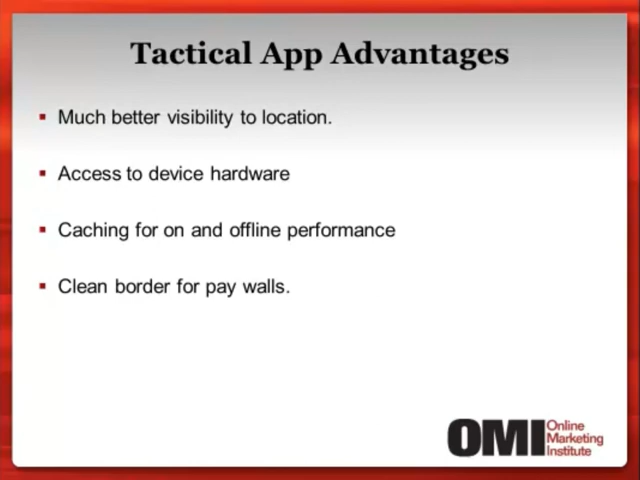 Tactical App Advantages
Much better visibility to location.
Access to device hardware
Caching for on and offline performance
Clean border for pay walls.
OMI Online
Marketing
Institute